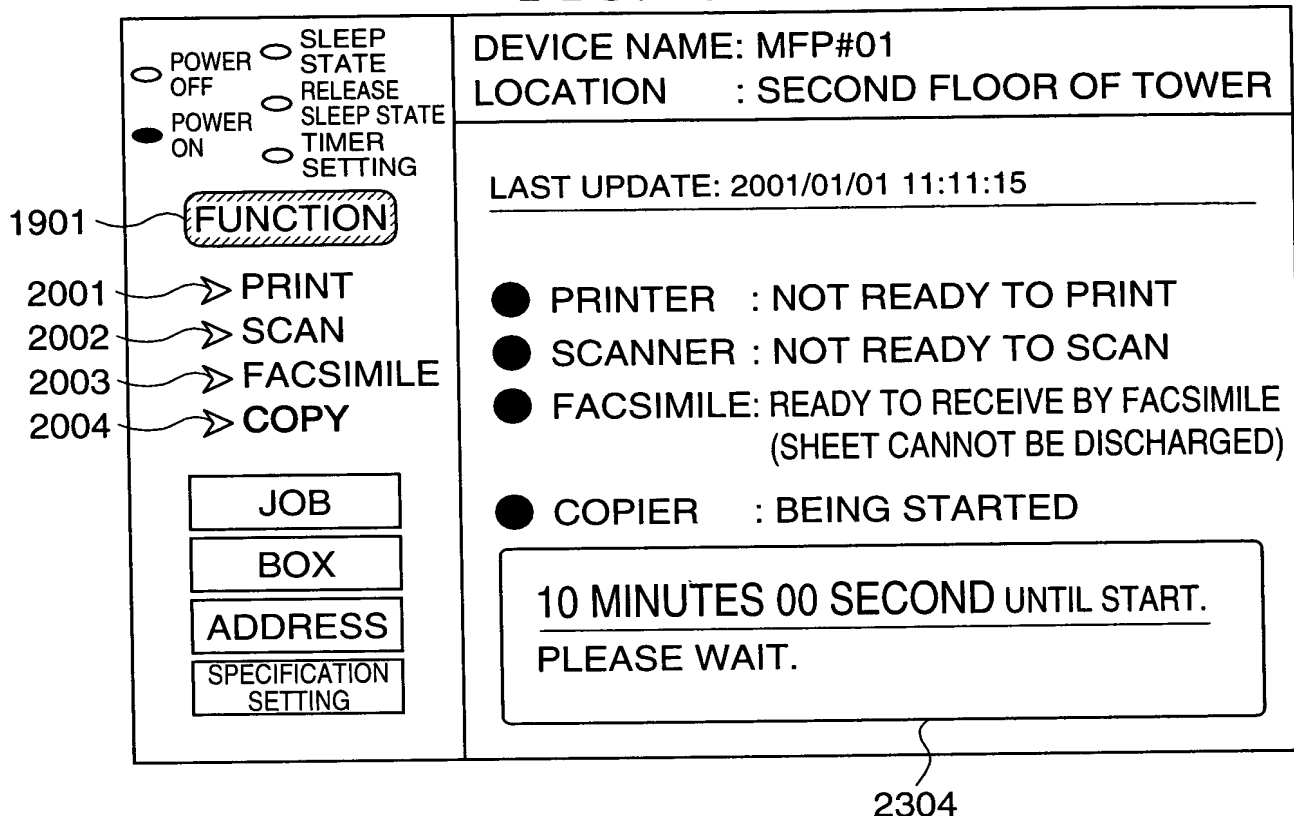 POWER OFF
SLEEP STATE
POWER ON
RELEASE SLEEP STATE
TIMER SETTING
1901
FUNCTION
2001
PRINT
2002
SCAN
2003
FACSIMILE
2004
COPY
JOB
BOX
ADDRESS
SPECIFICATION
SETTING
DEVICE NAME: MFP#01
LOCATION : SECOND FLOOR OF TOWER
LAST UPDATE: 2001/01/01 11:11:15
PRINTER : NOT READY TO PRINT
SCANNER : NOT READY TO SCAN
FACSIMILE: READY TO RECEIVE BY FACSIMILE
(SHEET CANNOT BE DISCHARGED)
COPIER : BEING STARTED
10 MINUTES 00 SECOND UNTIL START.
PLEASE WAIT.
2304